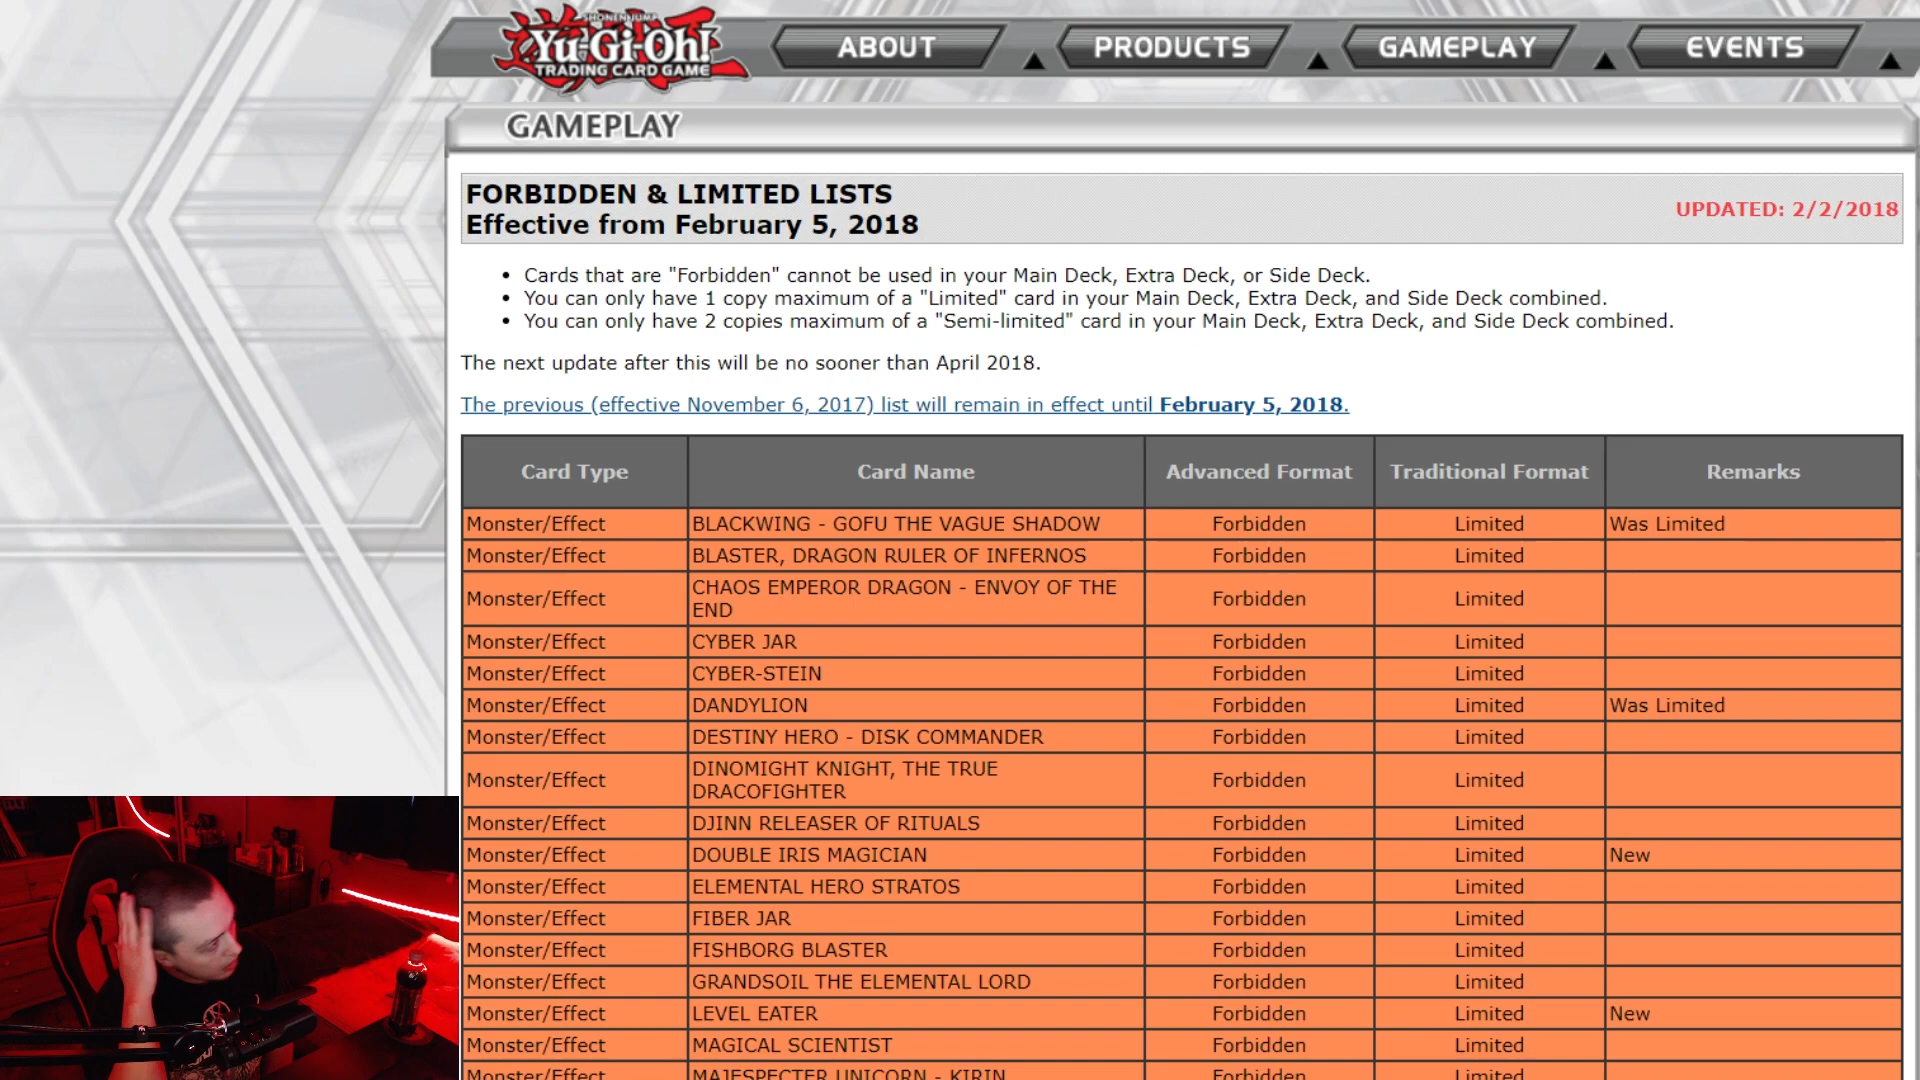 SHONEN JUMP
Yu-Gi-Oh!
TRADING CARD GAME
ABOUT
PRODUCTS
GAMEPLAY
EVENTS
GAMEPLAY
FORBIDDEN & LIMITED LISTS
Effective from February 5, 2018
UPDATED: 2/2/2018
• Cards that are "Forbidden" cannot be used in your Main Deck, Extra Deck, or Side Deck.
• You can only have 1 copy maximum of a "Limited" card in your Main Deck, Extra Deck, and Side Deck combined.
• You can only have 2 copies maximum of a "Semi-limited" card in your Main Deck, Extra Deck, and Side Deck combined.
The next update after this will be no sooner than April 2018.
The previous (effective November 6, 2017) list will remain in effect until February 5, 2018.
Card Type Card Name Advanced Format Traditional Format Remarks
Monster/Effect BLACKWING - GOFU THE VAGUE SHADOW Forbidden Limited Was Limited
Monster/Effect BLASTER, DRAGON RULER OF INFERNOS Forbidden Limited
Monster/Effect CHAOS EMPEROR DRAGON - ENVOY OF THE
END Forbidden Limited
Monster/Effect CYBER JAR Forbidden Limited
Monster/Effect CYBER-STEIN Forbidden Limited
Monster/Effect DANDYLION Forbidden Limited Was Limited
Monster/Effect DESTINY HERO - DISK COMMANDER Forbidden Limited
Monster/Effect DINOMIGHT KNIGHT, THE TRUE
DRACOFIGHTER Forbidden Limited
Monster/Effect DJINN RELEASER OF RITUALS Forbidden Limited
Monster/Effect DOUBLE IRIS MAGICIAN Forbidden Limited New
Monster/Effect ELEMENTAL HERO STRATOS Forbidden Limited
Monster/Effect FIBER JAR Forbidden Limited
Monster/Effect FISHBORG BLASTER Forbidden Limited
Monster/Effect GRANDSOIL THE ELEMENTAL LORD Forbidden Limited
Monster/Effect LEVEL EATER Forbidden Limited New
Monster/Effect MAGICAL SCIENTIST Forbidden Limited
Monster/Effect MAJESPECTER UNICORN - KIRIN Forbidden Limited